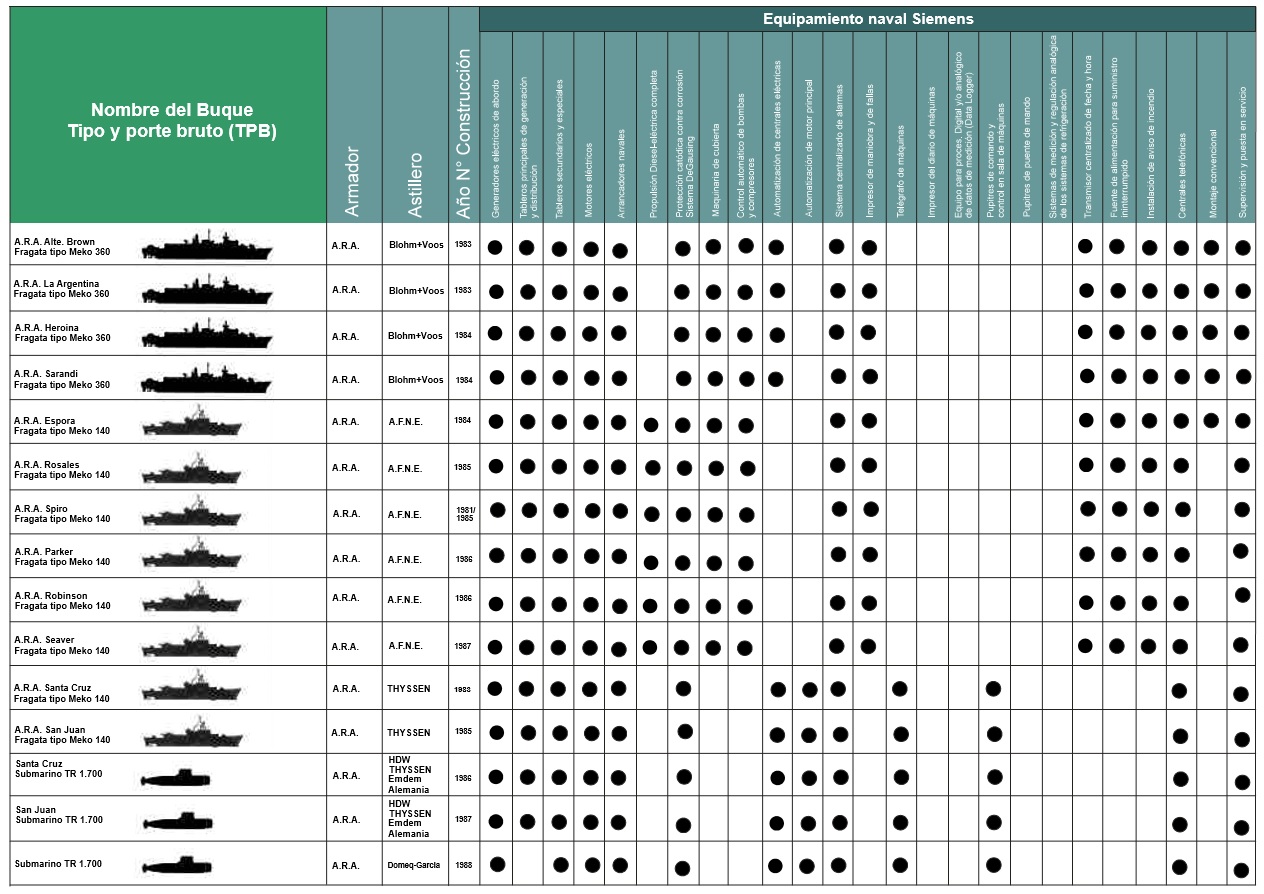 Equipamiento naval Siemens
Nombre del Buque
Tipo y porte bruto (TPB)
Armador
Astillero
Año N° Construcción
Generadores eléctricos de abordo
Tableros principales de generación
y distribución
Tableros secundarios y especiales
Motores eléctricos
Arrancadores navales
Propulsión Diesel-eléctrica completa
Protección catódica contra corrosión
Sistema DeGausing
Maquinaria de cubierta
Control automático de bombas
y compresores
Automatización de centrales eléctricas
Automatización de motor principal
Sistema centralizado de alarmas
Impresor de maniobra y de fallas
Telégrafo de máquinas
Impresor del diario de máquinas
Equipo para proces, Digital y/o analógico
de datos de medición (Data Logger)
Pupitres de comando y
control en sala de máquinas
Pupitres de puente de mando
Sistemas de medición y regulación analógica
de los sistemas de refrigeración
Transmisor centralizado de fecha y hora
Fuente de alimentación para suministro
ininterrumpido
Instalación de aviso de incendio
Centrales telefónicas
Montaje convencional
Supervisión y puesta en servicio
A.R.A. Alte. Brown
Fragata tipo Meko 360
A.R.A.
Blohm+Voos
1983
A.R.A. La Argentina
Fragata tipo Meko 360
A.R.A.
Blohm+Voos
1983
A.R.A. Heroina
Fragata tipo Meko 360
A.R.A.
Blohm+Voos
1984
A.R.A. Sarandi
Fragata tipo Meko 360
A.R.A.
Blohm+Voos
1984
A.R.A. Espora
Fragata tipo Meko 140
A.R.A.
A.F.N.E.
1984
A.R.A. Rosales
Fragata tipo Meko 140
A.R.A.
A.F.N.E.
1985
A.R.A. Spiro
Fragata tipo Meko 140
A.R.A.
A.F.N.E.
1981/
1985
A.R.A. Parker
Fragata tipo Meko 140
A.R.A.
A.F.N.E.
1986
A.R.A. Robinson
Fragata tipo Meko 140
A.R.A.
A.F.N.E.
1986
A.R.A. Seaver
Fragata tipo Meko 140
A.R.A.
A.F.N.E.
1987
A.R.A. Santa Cruz
Fragata tipo Meko 140
A.R.A.
THYSSEN
1983
A.R.A. San Juan
Fragata tipo Meko 140
A.R.A.
THYSSEN
1985
Santa Cruz
Submarino TR 1.700
A.R.A.
HDW
THYSSEN
Emdem
Alemania
1986
San Juan
Submarino TR 1.700
A.R.A.
HDW
THYSSEN
Emdem
Alemania
1987
Submarino TR 1.700
A.R.A.
Domeq-Garcia
1988